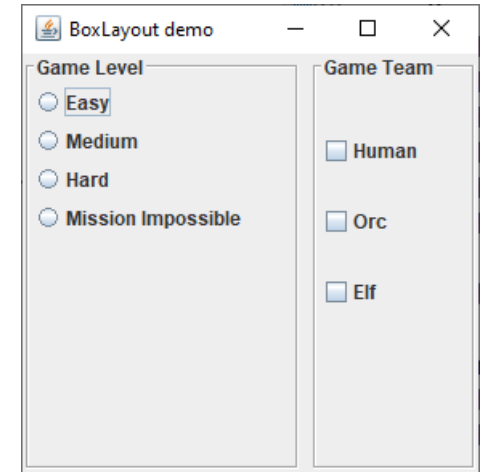 BoxLayout demo
Game Level
Easy
Medium
Hard
Mission Impossible
Game Team
Human
Orc
Elf